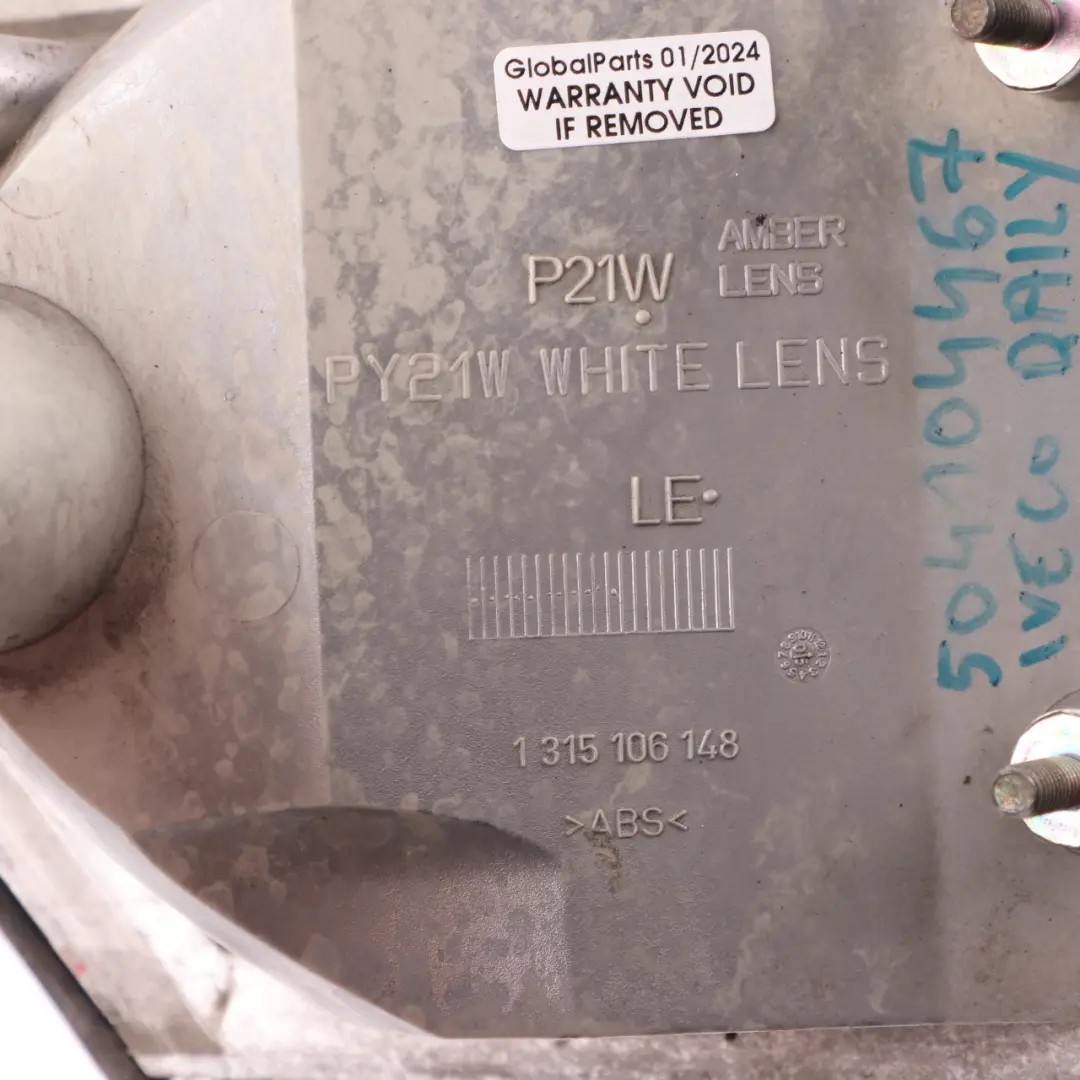 GlobalParts 01/2024
WARRANTY VOID
IF REMOVED
AMBER
LENS
P21W
PY21W WHITE LENS
LE
1 315 106 148
>ABS<
504104467
IVECO DAILY